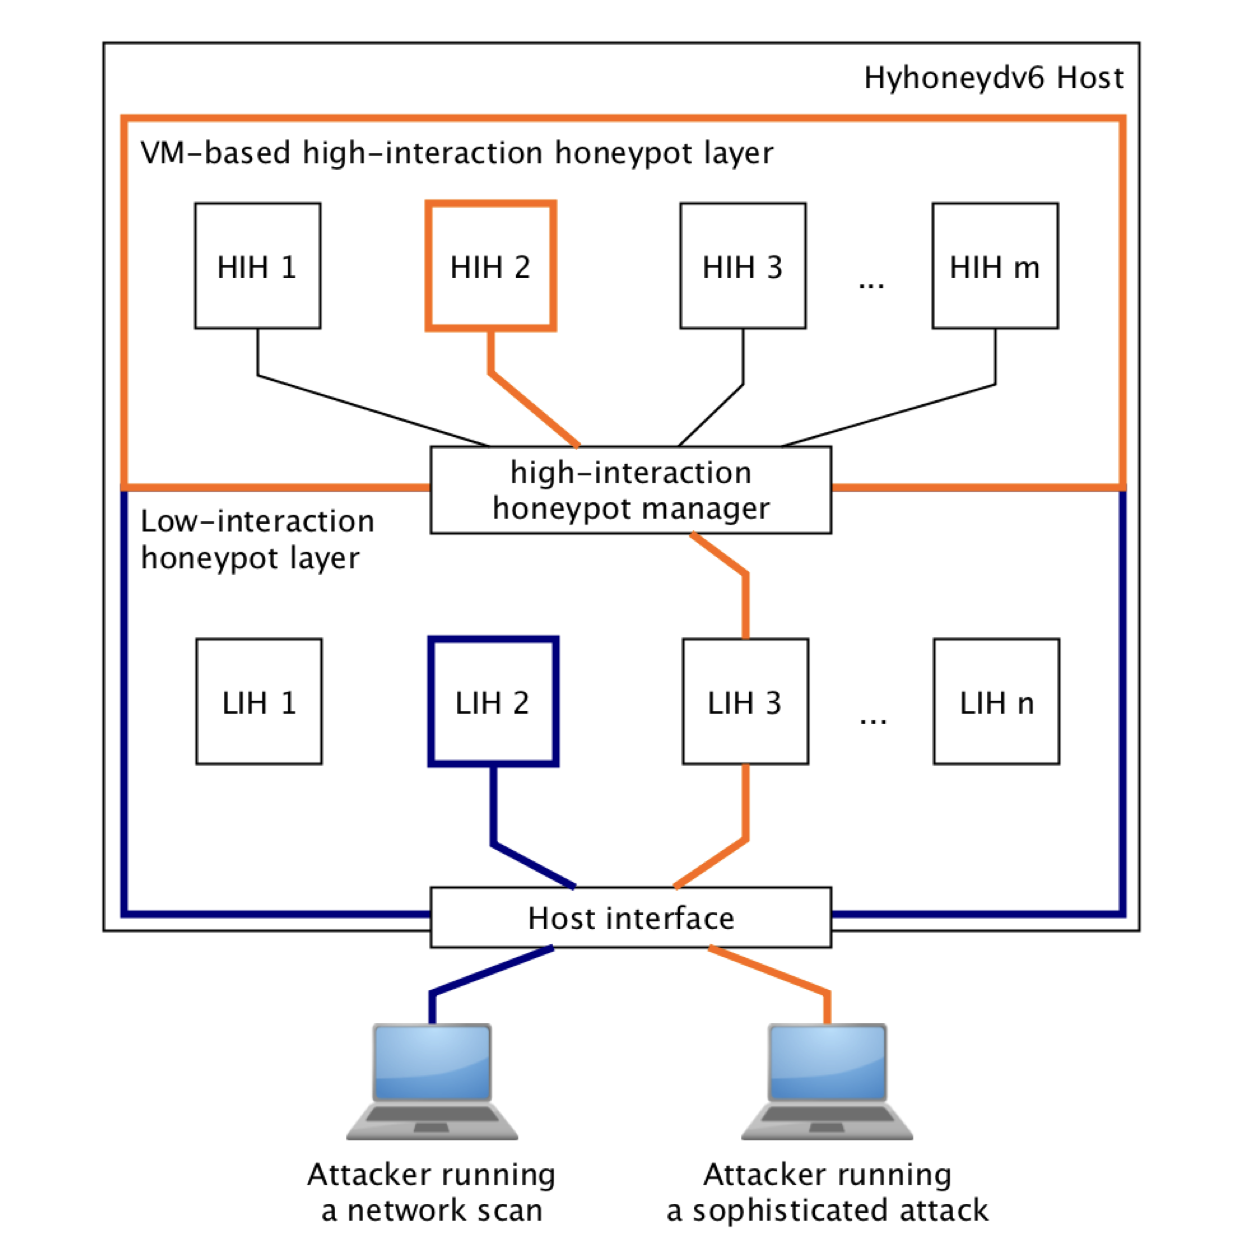 Hyhoneydv6 Host
VM-based high-interaction honeypot layer
HIH 1
HIH 2
HIH 3
...
HIH m
high-interaction
honeypot manager
Low-interaction
honeypot layer
LIH 1
LIH 2
LIH 3
...
LIH n
Host interface
Attacker running
a network scan
Attacker running
a sophisticated attack